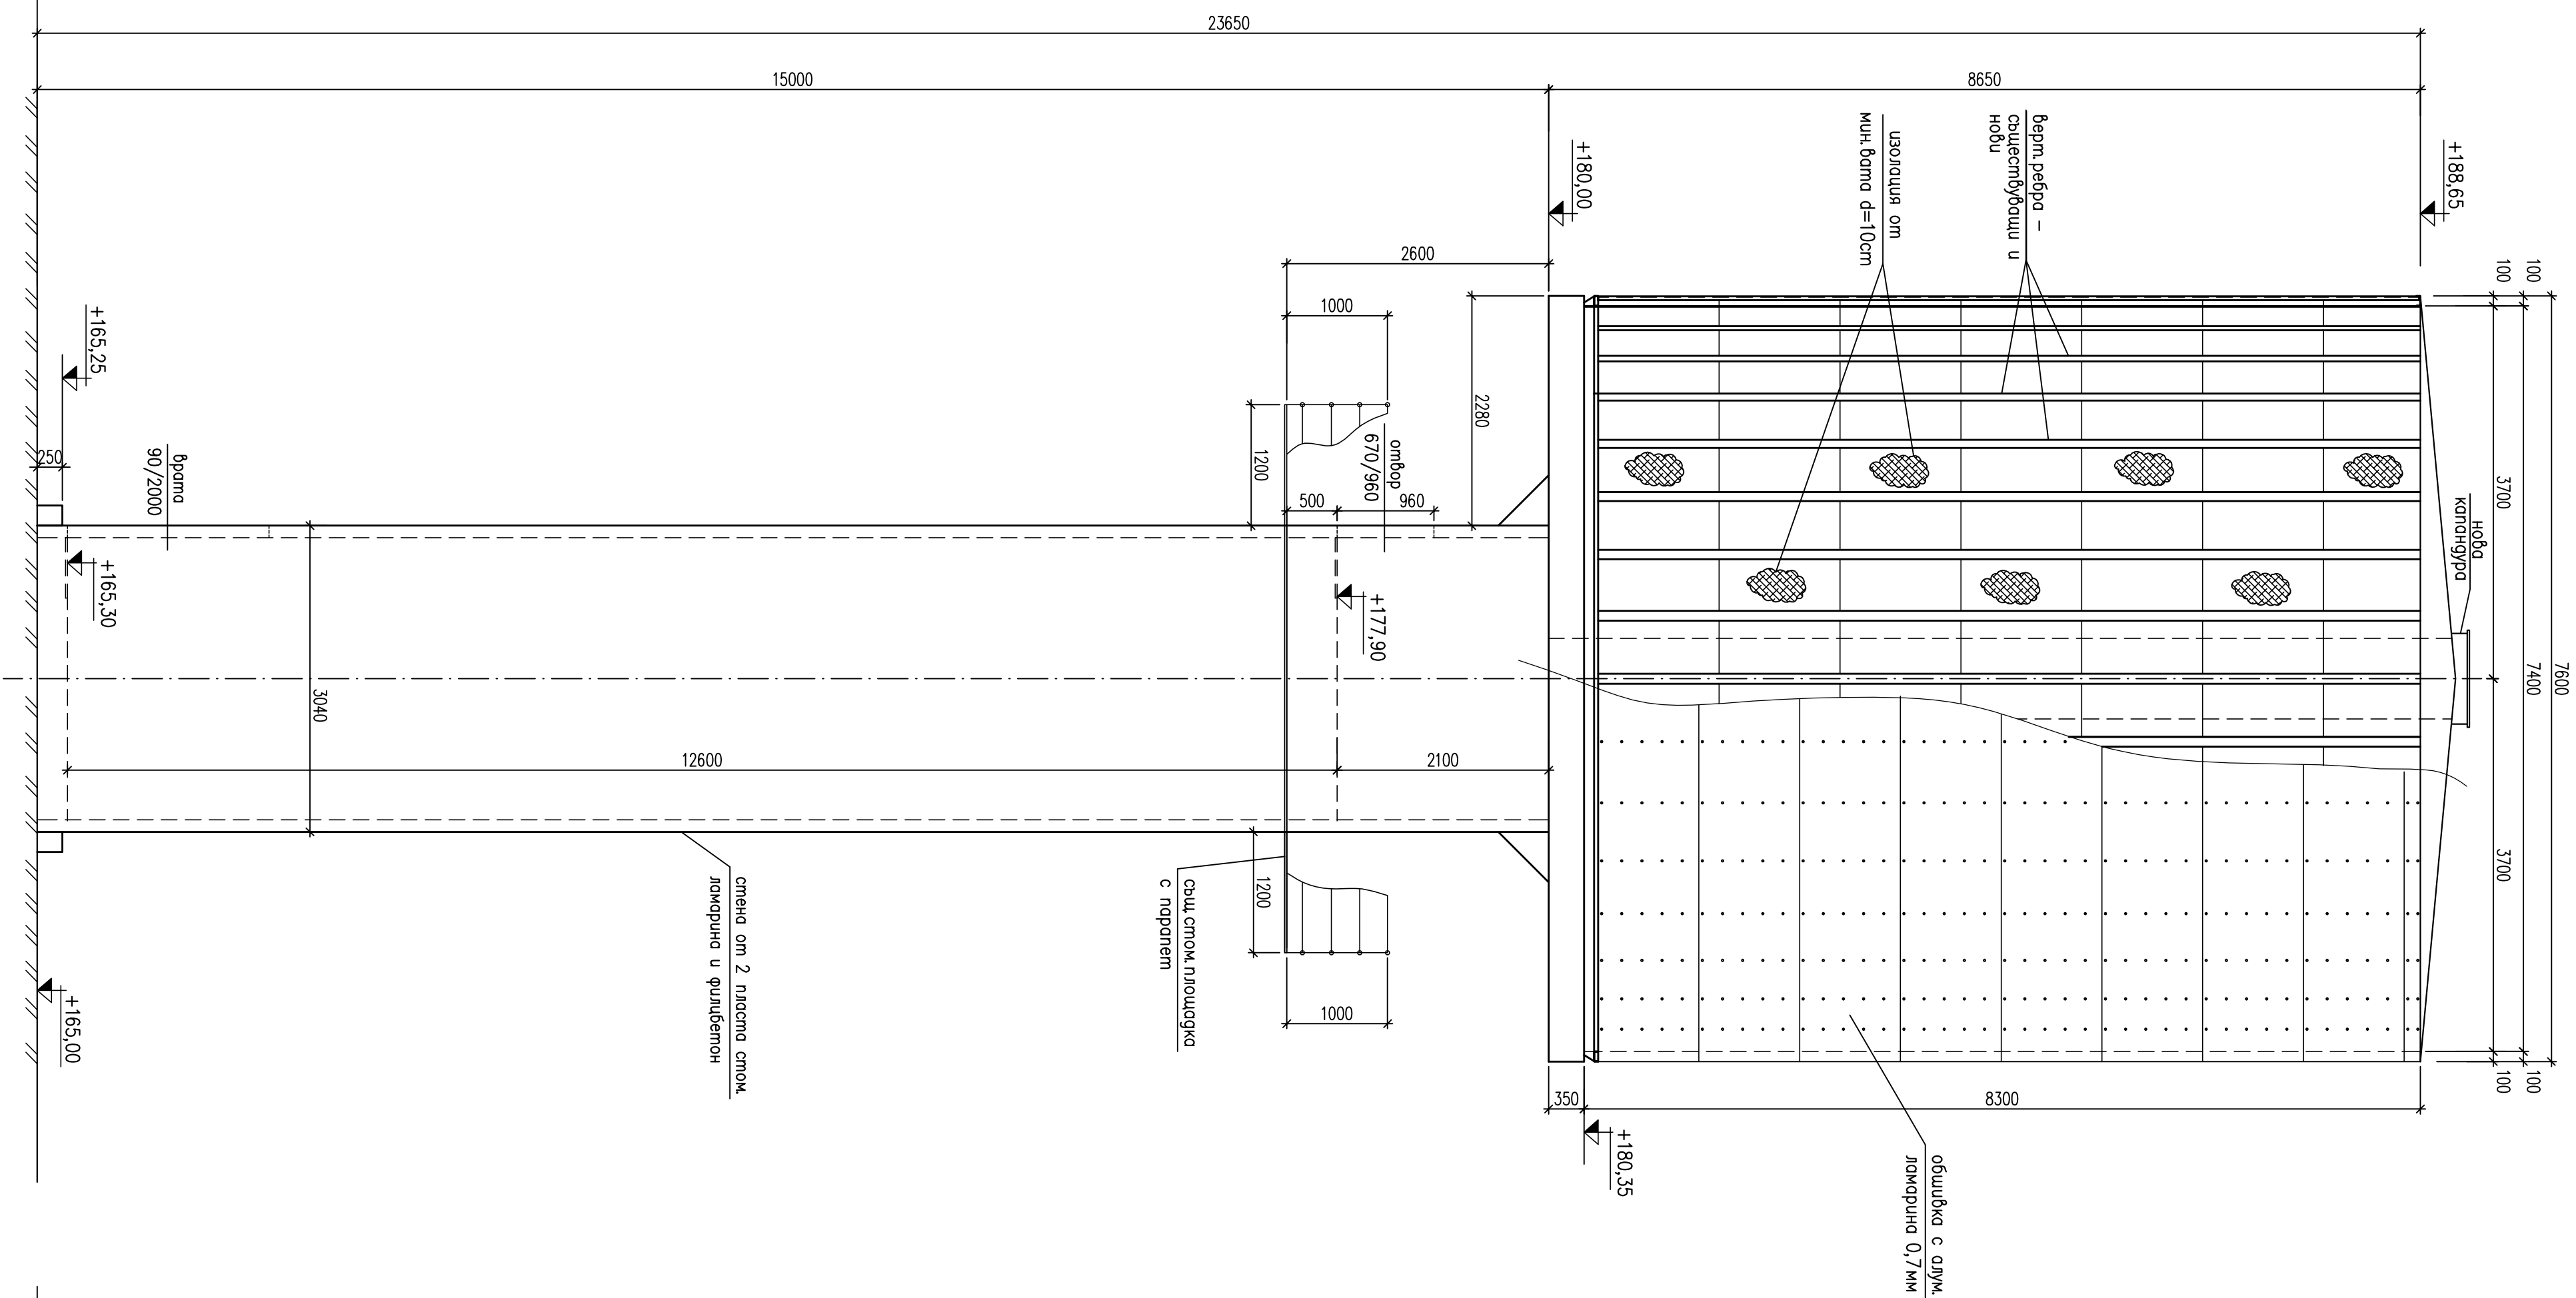 23650
15000
8650
+188,65
+180,00
верт.ребра –
съществуващи и
нови
изолация от
мин.вата d=10cm
2600
1000
2280
1200
отвор
670/960
500
960
+177,90
+165,25
250
врата
90/2000
+165,30
3040
12600
2100
100
100
3700
7400
7600
3700
100
100
нова
капандура
1200
1000
същ.стом.площадка
с парапет
стена от 2 пласта стом.
ламарина и филцбетон
+165,00
350
8300
+180,35
обшивка с алум.
ламарина 0,7мм